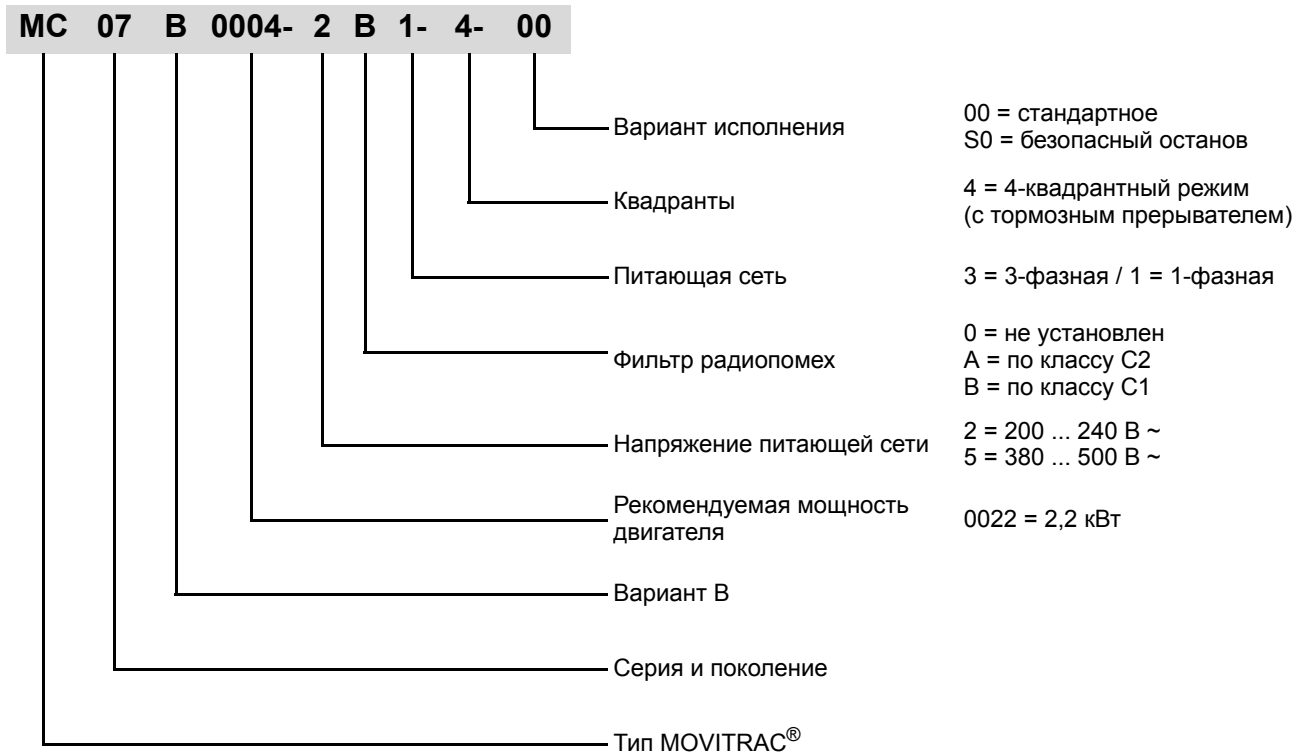 MC 07 B 0004- 2 B 1- 4- 00
Вариант исполнения
00 = стандартное
S0 = безопасный останов
Квадранты
4 = 4-квадрантный режим
(с тормозным прерывателем)
Питающая сеть
3 = 3-фазная / 1 = 1-фазная
Фильтр радиопомех
0 = не установлен
A = по классу C2
B = по классу C1
Напряжение питающей сети
2 = 200 ... 240 В ~
5 = 380 ... 500 В ~
Рекомендуемая мощность
двигателя
0022 = 2,2 кВт
Вариант B
Серия и поколение
Тип MOVITRAC®